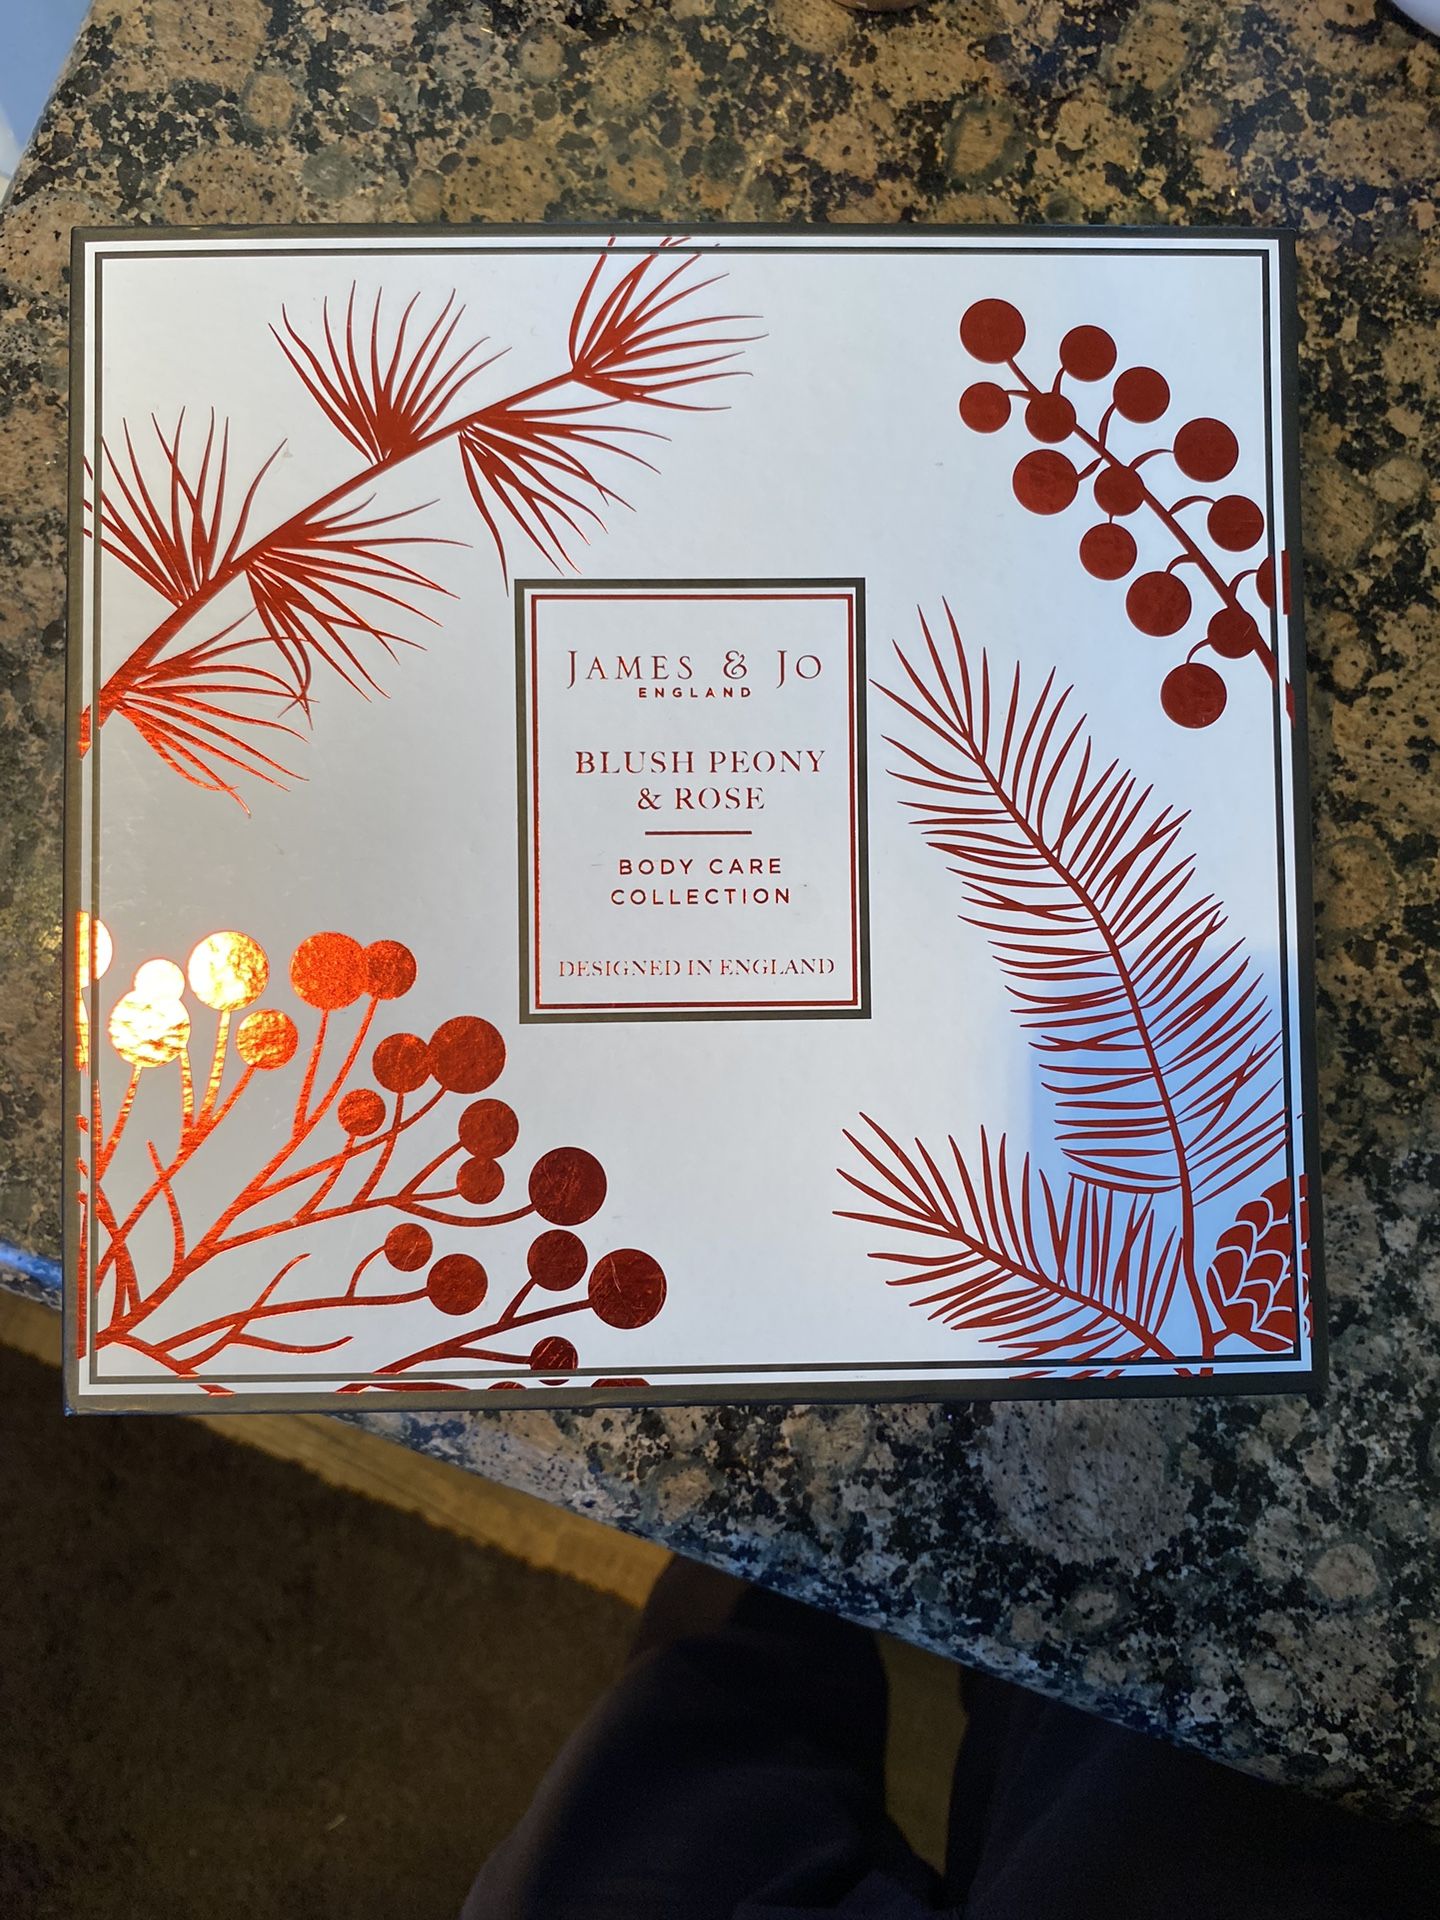 JAMES & JO
ENGLAND
BLUSH PEONY
& ROSE
BODY CARE
COLLECTION
DESIGNED IN ENGLAND